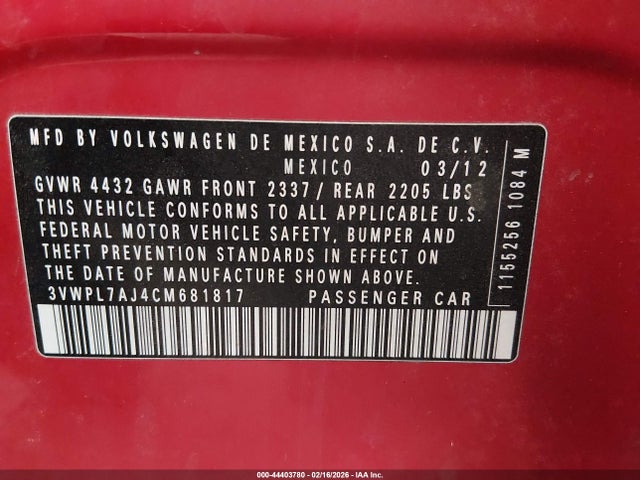 MFD BY VOLKSWAGEN DE MEXICO S.A. DE C.V.
MEXICO 03/12
GVWR 4432 GAWR FRONT 2337/ REAR 2205 LBS
THIS VEHICLE CONFORMS TO ALL APPLICABLE U.S.
FEDERAL MOTOR VEHICLE SAFETY, BUMPER AND
THEFT PREVENTION STANDARDS IN EFFECT ON
THE DATE OF MANUFACTURE SHOWN ABOVE.
3VWPL7AJ4CM681817 PASSENGER CAR
1155256 1084 M
000-44403780 - 02/16/2026 - IAA Inc.